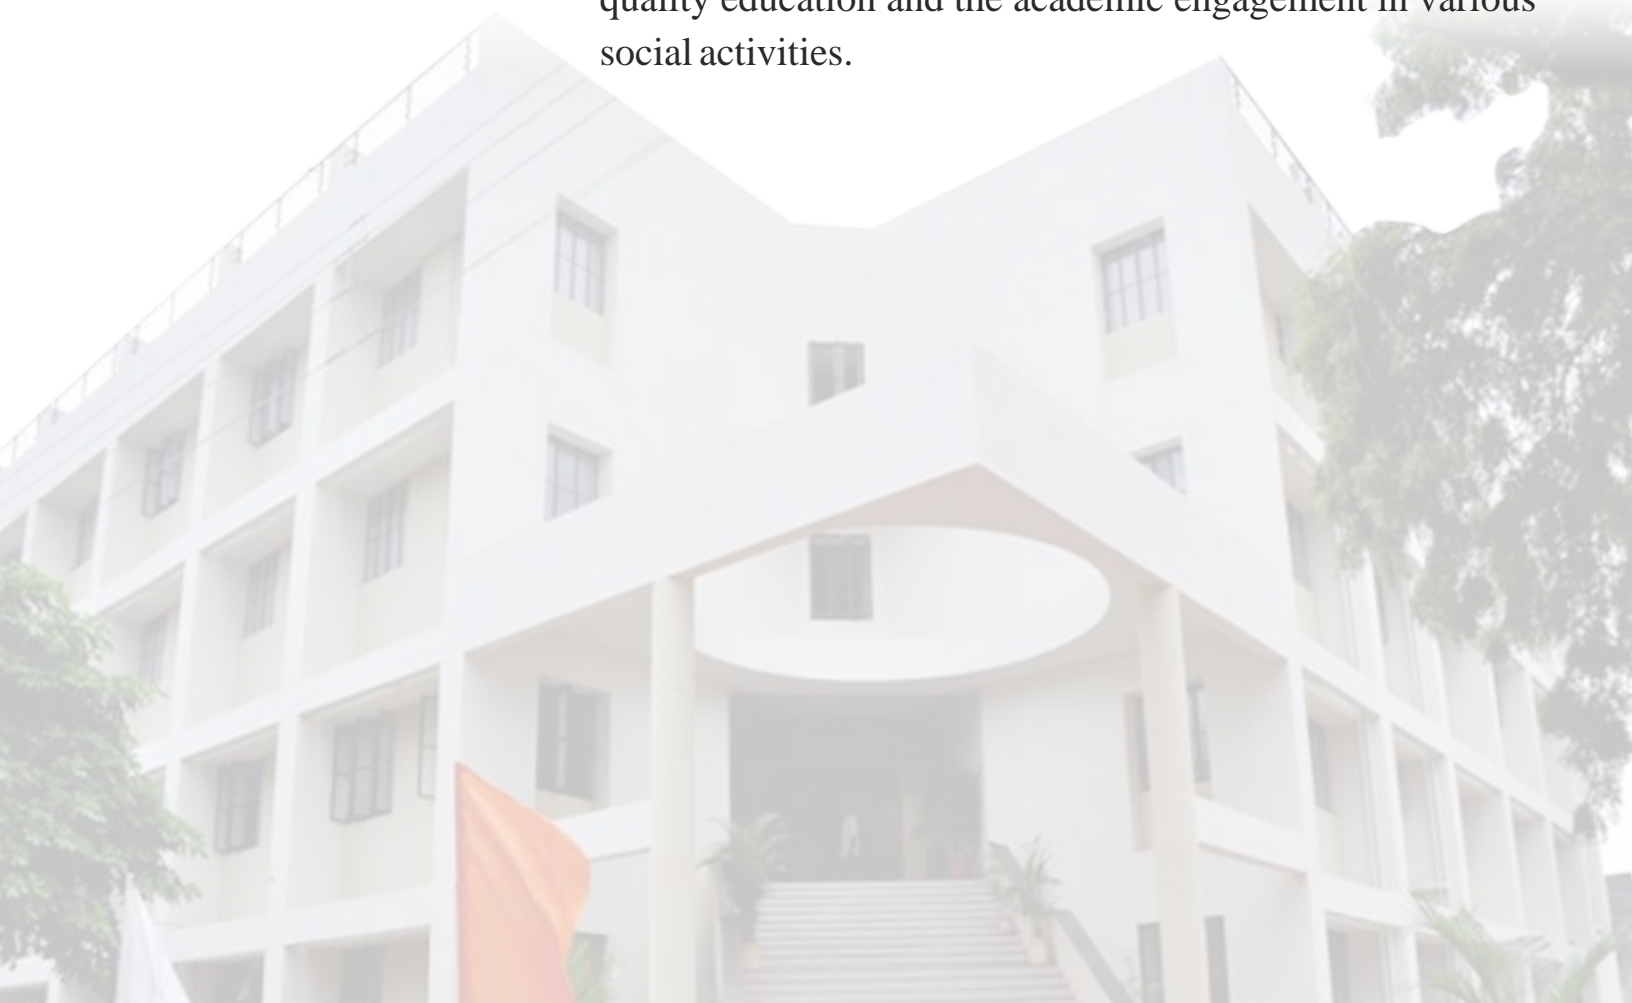 quality education and the academic engagement in various
social activities.